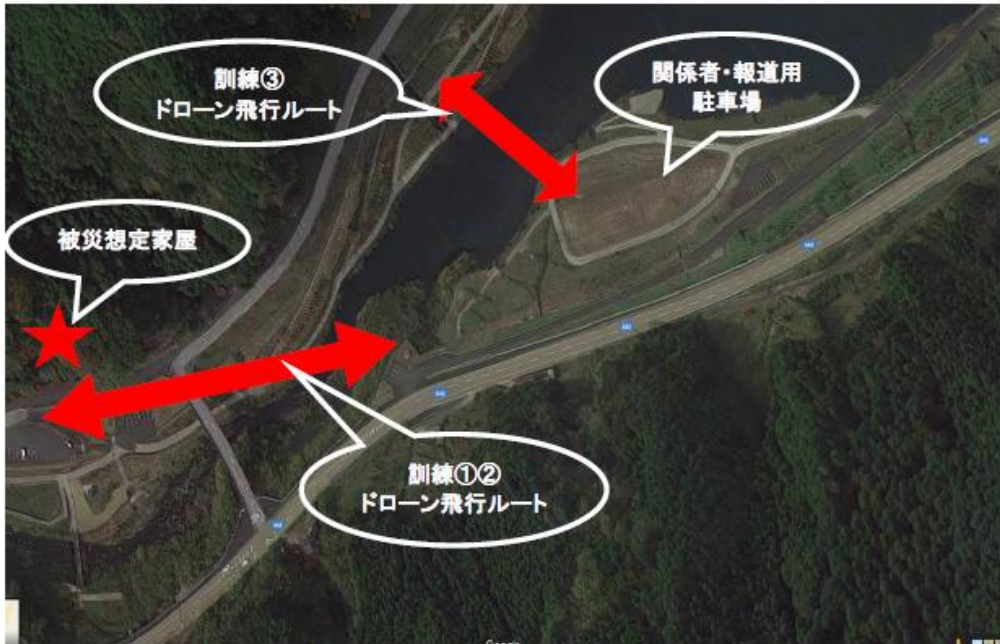 訓練③
ドローン飛行ルート
関係者・報道用
駐車場
被災想定家屋
訓練①②
ドローン飛行ルート